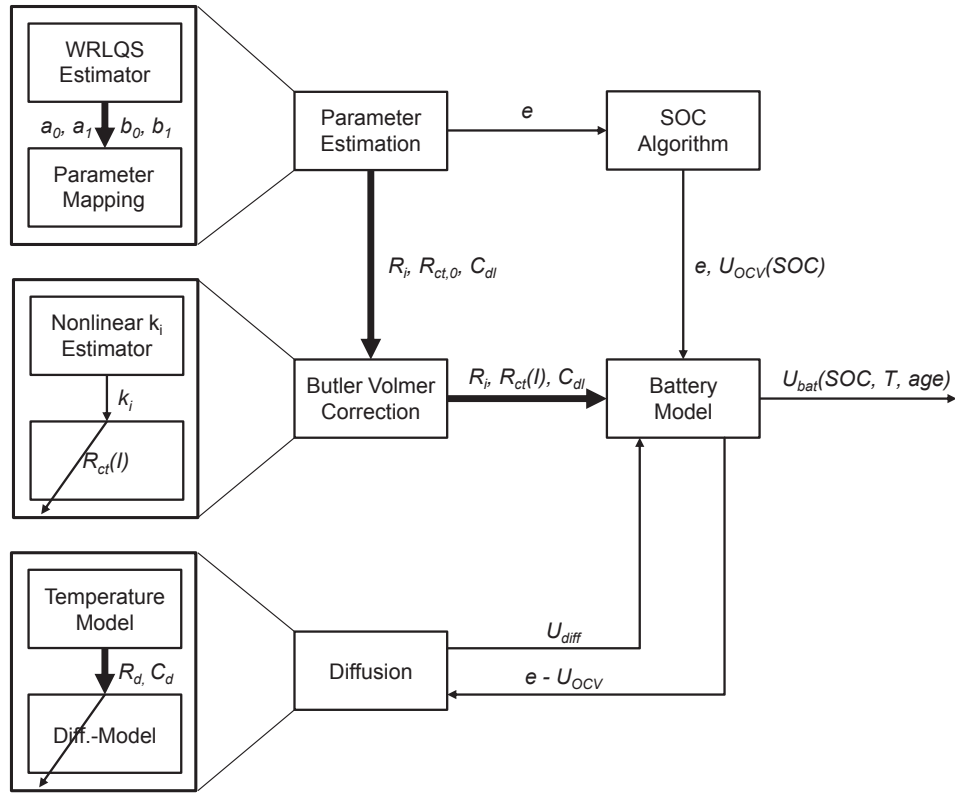 WRLQS
Estimator
a0, a1 b0, b1
Parameter
Mapping
Parameter
Estimation
e
SOC
Algorithm
Ri, Rct,0, Cdl
e, UOCV(SOC)
Nonlinear ki
Estimator
ki
Rct(I)
Butler Volmer
Correction
Ri, Rct(I), Cdl
Battery
Model
Ubat(SOC, T, age)
Temperature
Model
Rd, Cd
Diff.-Model
Diffusion
Udiff
e - UOCV